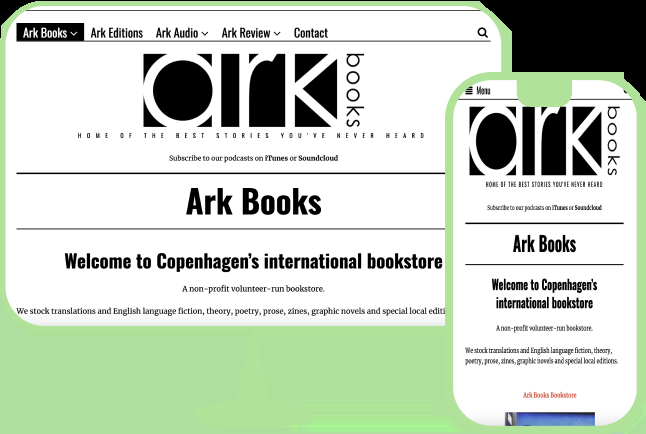 Ark Books Ark Editions Ark Audio Ark Review Contact
ark books
HOME OF THE BEST STORIES YOU'VE NEVER HEARD
Subscribe to our podcasts on iTunes or Soundcloud
Ark Books
Welcome to Copenhagen's international bookstore
A non-profit volunteer-run bookstore.
We stock translations and English language fiction, theory, poetry, prose, zines, graphic novels and special local
Menu
ark books
HOME OF THE BEST STORIES YOU'VE NEVER HEARD
Subscribe to our podcasts on iTunes or Soundcloud
Ark Books
Welcome to Copenhagen's
international bookstore
A non-profit volunteer-run bookstore.
We stock translations and English language fiction, theory,
poetry, prose, zines, graphic novels and special local editions.
Ark Books Bookstore